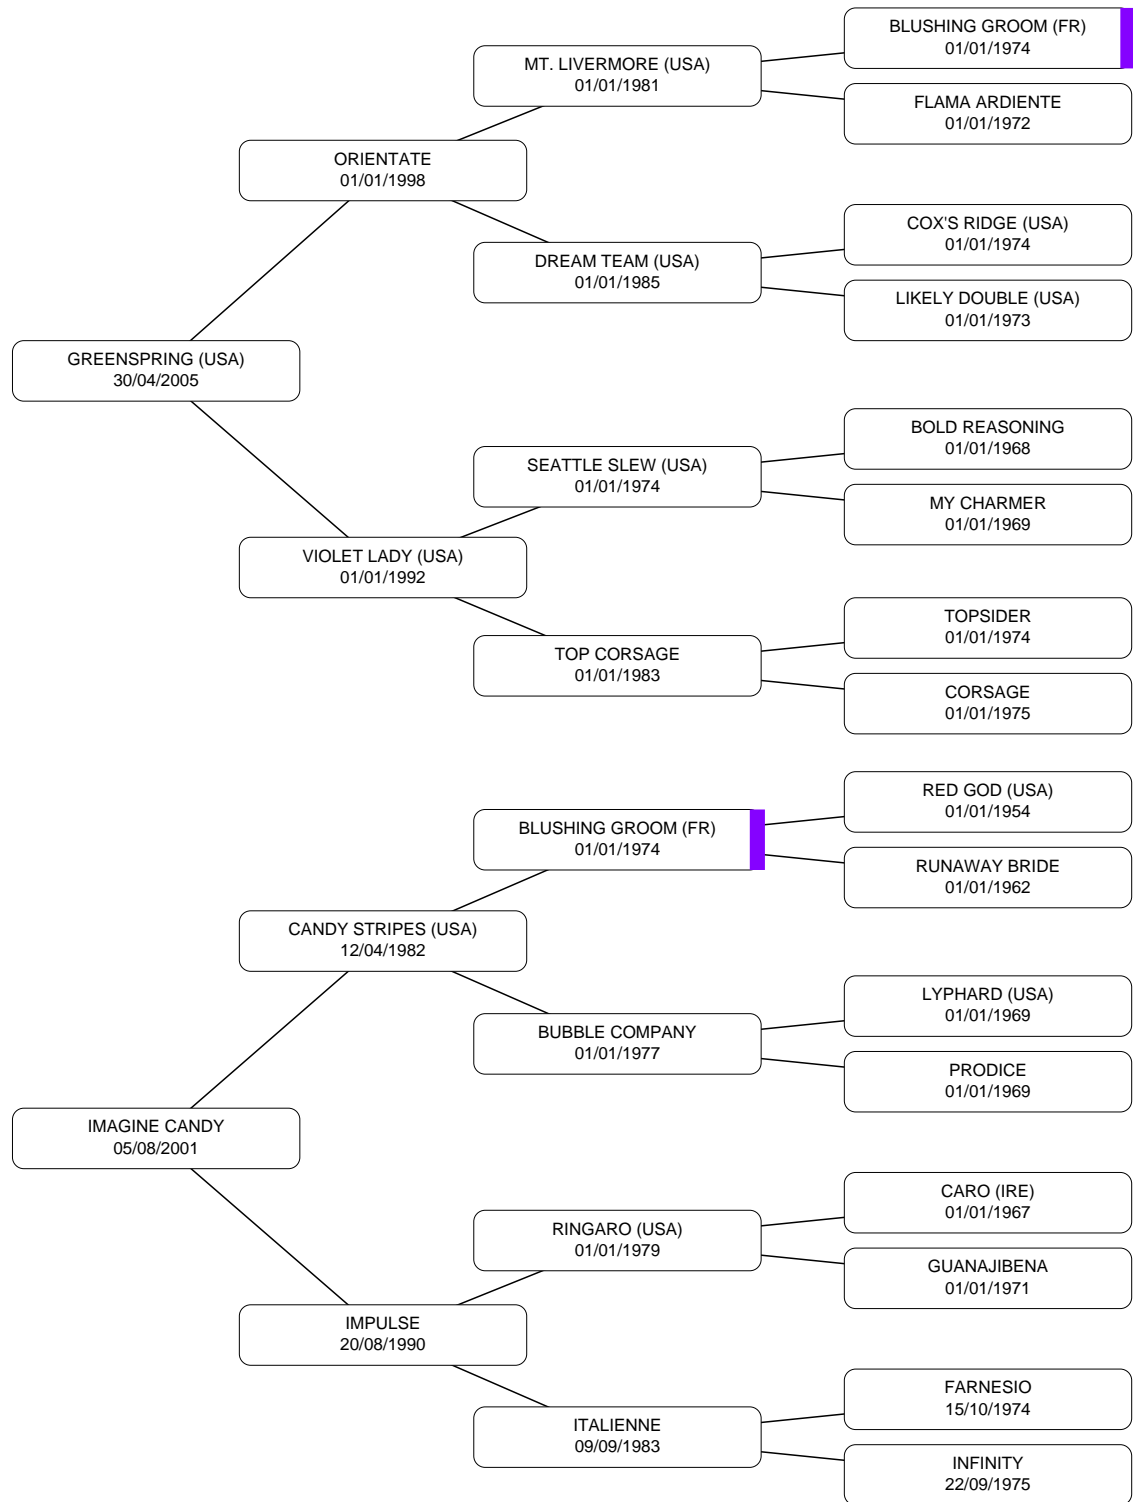 BLUSHING GROOM (FR)
01/01/1974
MT. LIVERMORE (USA)
01/01/1981
FLAMA ARDIENTE
01/01/1972
ORIENTATE
01/01/1998
COX'S RIDGE (USA)
01/01/1974
DREAM TEAM (USA)
01/01/1985
LIKELY DOUBLE (USA)
01/01/1973
GREENSPRING (USA)
30/04/2005
BOLD REASONING
01/01/1968
SEATTLE SLEW (USA)
01/01/1974
MY CHARMER
01/01/1969
VIOLET LADY (USA)
01/01/1992
TOPSIDER
01/01/1974
TOP CORSAGE
01/01/1983
CORSAGE
01/01/1975
RED GOD (USA)
01/01/1954
BLUSHING GROOM (FR)
01/01/1974
RUNAWAY BRIDE
01/01/1962
CANDY STRIPES (USA)
12/04/1982
LYPHARD (USA)
01/01/1969
BUBBLE COMPANY
01/01/1977
PRODICE
01/01/1969
IMAGINE CANDY
05/08/2001
CARO (IRE)
01/01/1967
RINGARO (USA)
01/01/1979
GUANAJIBENA
01/01/1971
IMPULSE
20/08/1990
FARNESIO
15/10/1974
ITALIENNE
09/09/1983
INFINITY
22/09/1975